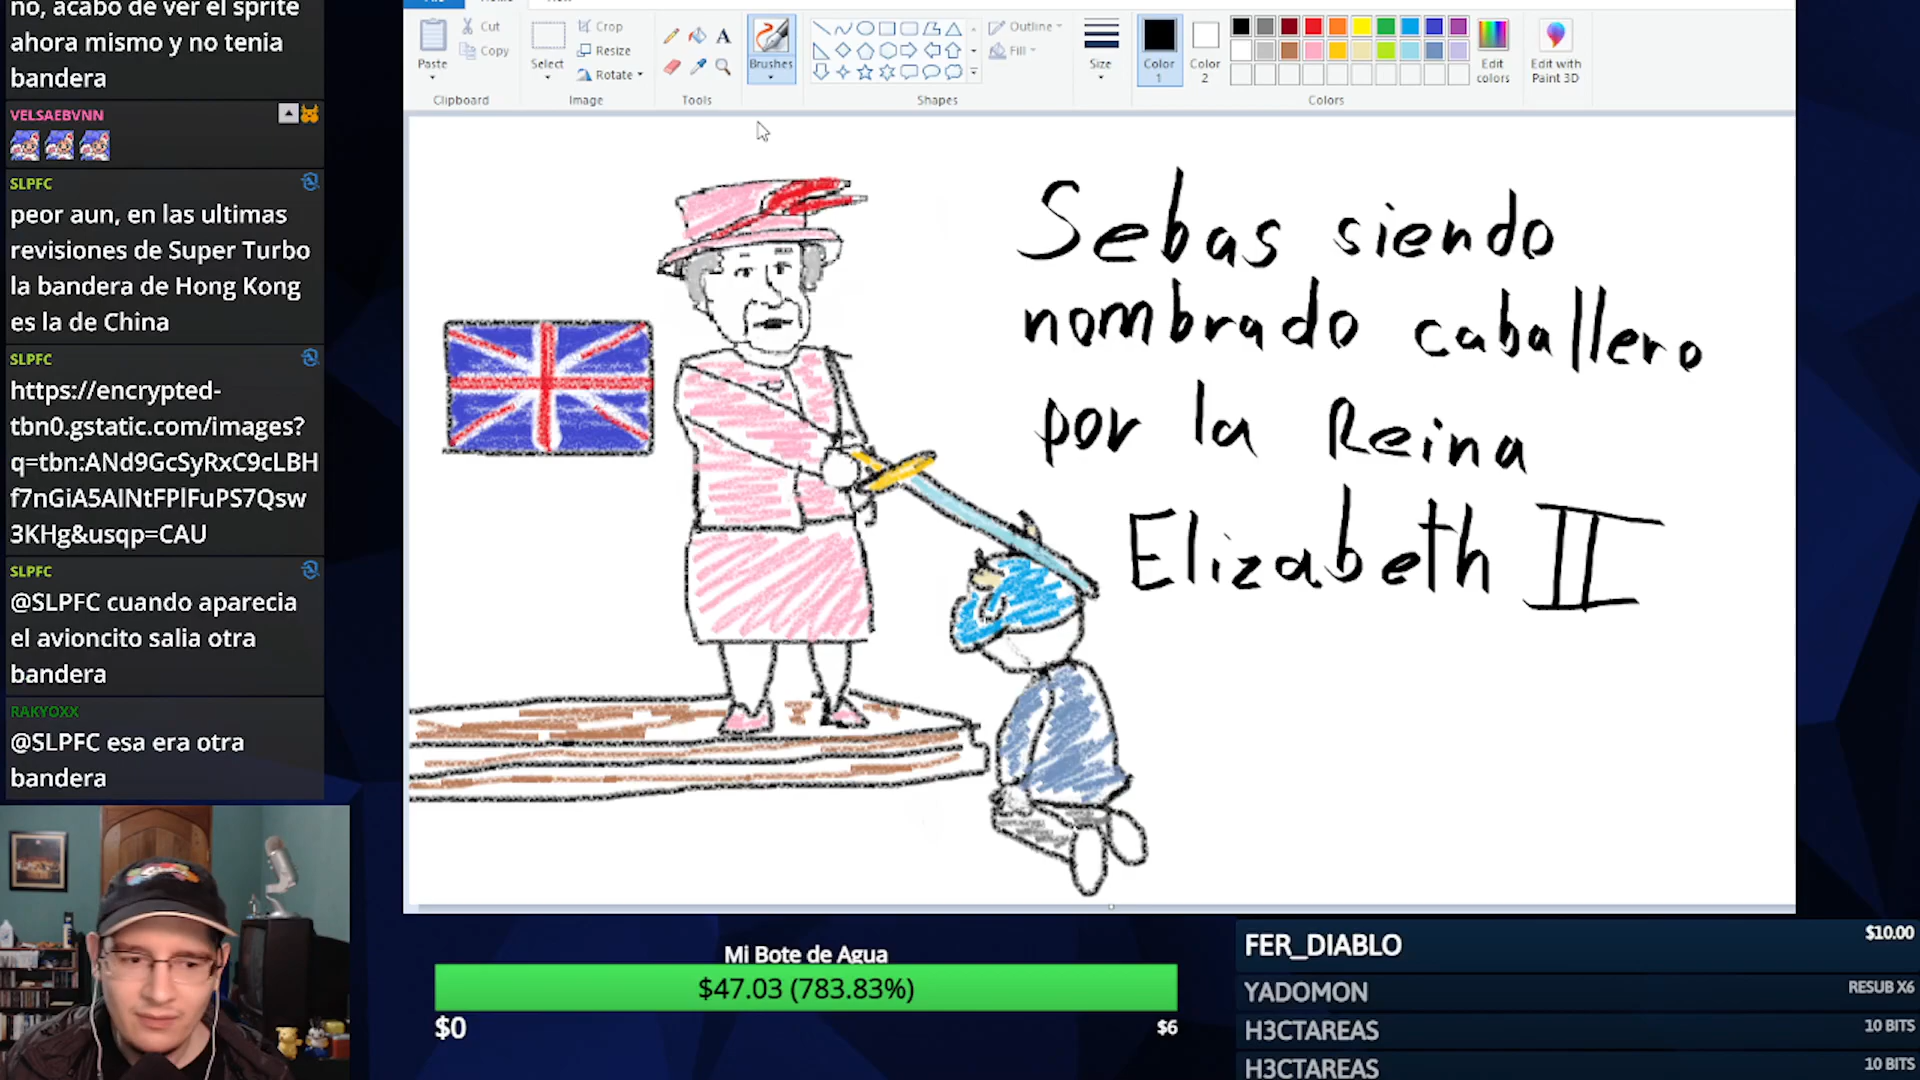 no, acabo de ver el sprite
ahora mismo y no tenia
bandera
VELSAEBVNN
SLPFC
peor aun, en las ultimas
revisiones de Super Turbo
la bandera de Hong Kong
es la de China
SLPFC
https://encrypted-
tbn0.gstatic.com/images?
q=tbn:ANd9GcSyRxC9cLBH
f7nGiA5AINtFPlFuPS7Qsw
3KHg&usqp=CAU
SLPFC
@SLPFC cuando aparecia
el avioncito salia otra
bandera
RAKYOXX
@SLPFC esa era otra
bandera
Paste
Cut
Copy
Clipboard
Select
Crop
Resize
Rotate
Image
Tools
Brushes
A
Shapes
Outline
Fill
Size
Color 1
Color 2
Colors
Edit colors
Edit with Paint 3D
Sebas siendo
nombrado caballero
por la Reina
Elizabeth II
Mi Bote de Agua
$47.03 (783.83%)
$0
$6
FER_DIABLO $10.00
YADOMON RESUB X6
H3CTAREAS 10 BITS
H3CTAREAS 10 BITS